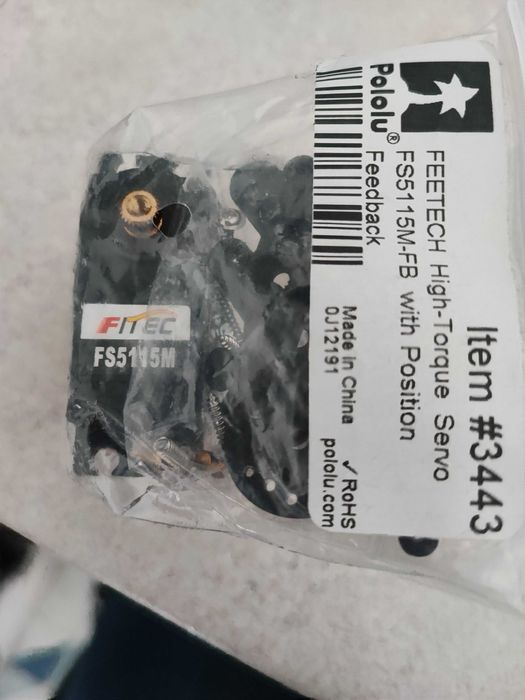 Pololu®
Item #3443
FEETECH High-Torque Servo
FS5115M-FB with Position
Feedback
Made in China
0J12191
✓RoHS
pololu.com
FITEC
FS5115M